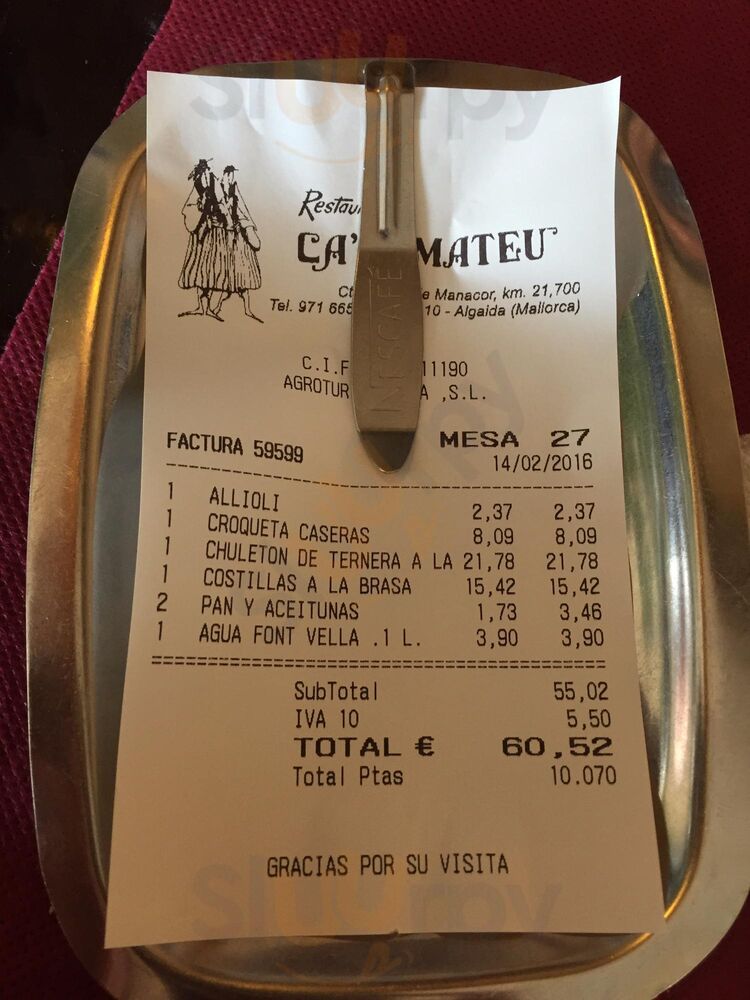 CA' MATEU
Manacor, km. 21,700
Tel. 971 665 10 - Algaida (Mallorca)
C.I.F 11190
A ,S.L.
NESCAFÉ
FACTURA 59599 MESA 27
14/02/2016
1 ALLIOLI 2,37 2,37
1 CROQUETA CASERAS 8,09 8,09
1 CHULETON DE TERNERA A LA 21,78 21,78
1 COSTILLAS A LA BRASA 15,42 15,42
2 PAN Y ACEITUNAS 1,73 3,46
1 AGUA FONT VELLA .1 L. 3,90 3,90
SubTotal 55,02
IVA 10 5,50
TOTAL € 60,52
Total Ptas 10.070
GRACIAS POR SU VISITA
sluurpy
sluurpy